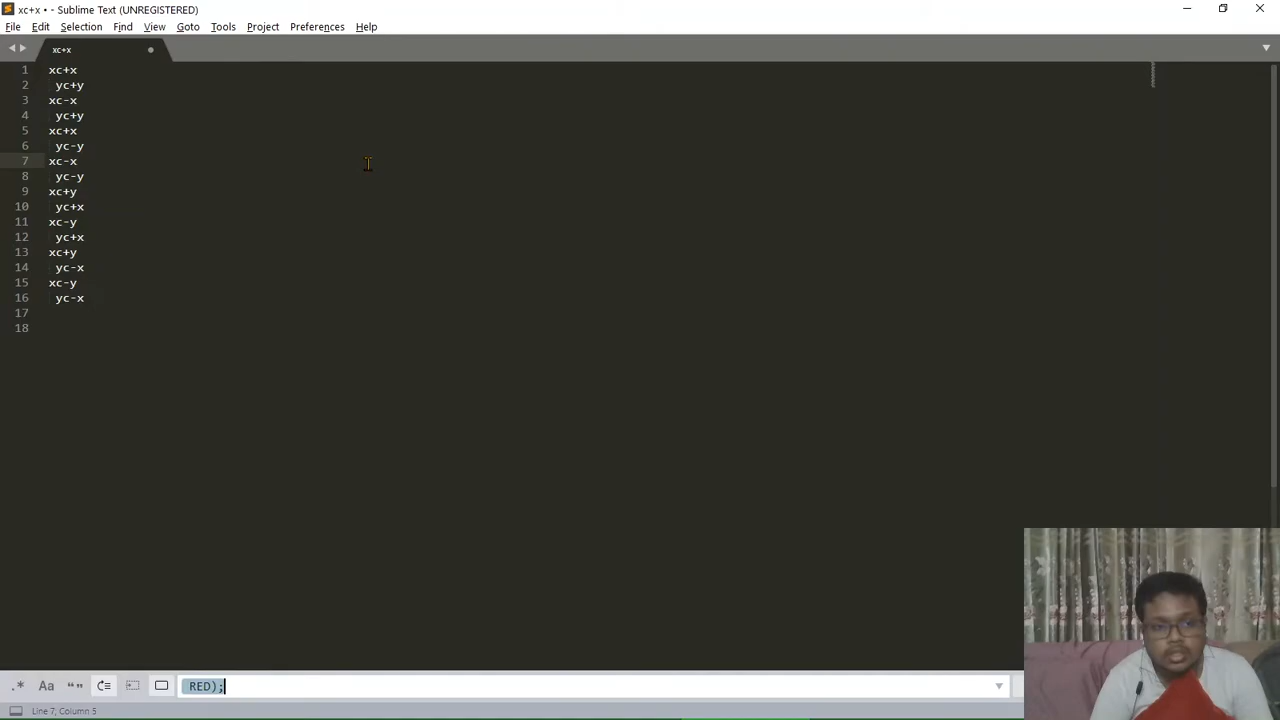 xc+x • - Sublime Text (UNREGISTERED)
File Edit Selection Find View Goto Tools Project Preferences Help
xc+x
1 xc+x
2 yc+y
3 xc-x
4 yc+y
5 xc+x
6 yc-y
7 xc-x
8 yc-y
9 xc+y
10 yc+x
11 xc-y
12 yc+x
13 xc+y
14 yc-x
15 xc-y
16 yc-x
17
18
.* Aa “” RED);
Line 7, Column 5